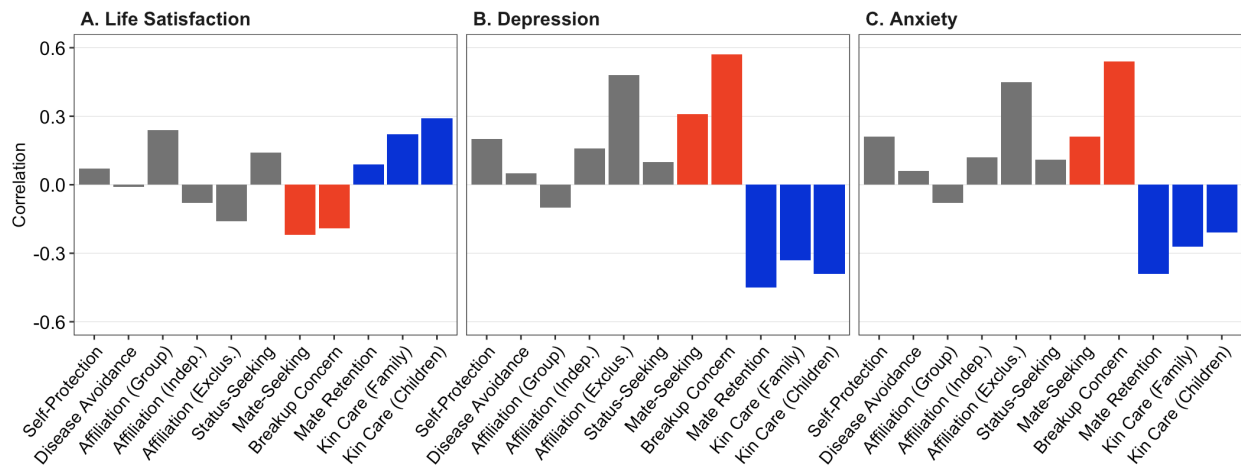 A. Life Satisfaction
B. Depression
C. Anxiety
Correlation
0.6
0.3
0.0
-0.3
-0.6
Self-Protection
Disease Avoidance
Affiliation (Group)
Affiliation (Indep.)
Affiliation (Exclus.)
Status-Seeking
Mate-Seeking
Breakup Concern
Mate Retention
Kin Care (Family)
Kin Care (Children)
Self-Protection
Disease Avoidance
Affiliation (Group)
Affiliation (Indep.)
Affiliation (Exclus.)
Status-Seeking
Mate-Seeking
Breakup Concern
Mate Retention
Kin Care (Family)
Kin Care (Children)
Self-Protection
Disease Avoidance
Affiliation (Group)
Affiliation (Indep.)
Affiliation (Exclus.)
Status-Seeking
Mate-Seeking
Breakup Concern
Mate Retention
Kin Care (Family)
Kin Care (Children)